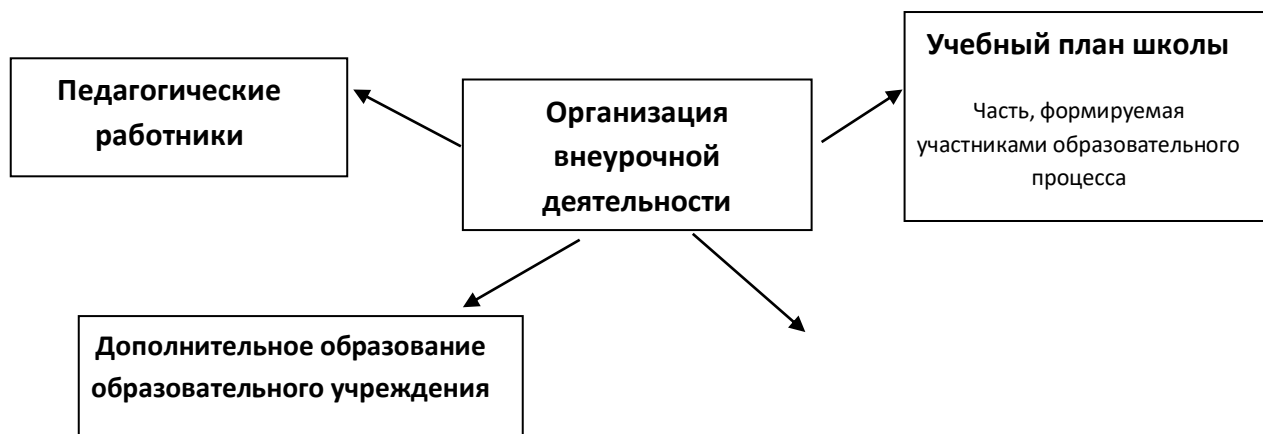 Педагогические
работники
Организация
внеурочной
деятельности
Учебный план школы
Часть, формируемая
участниками образовательного
процесса
Дополнительное образование
образовательного учреждения